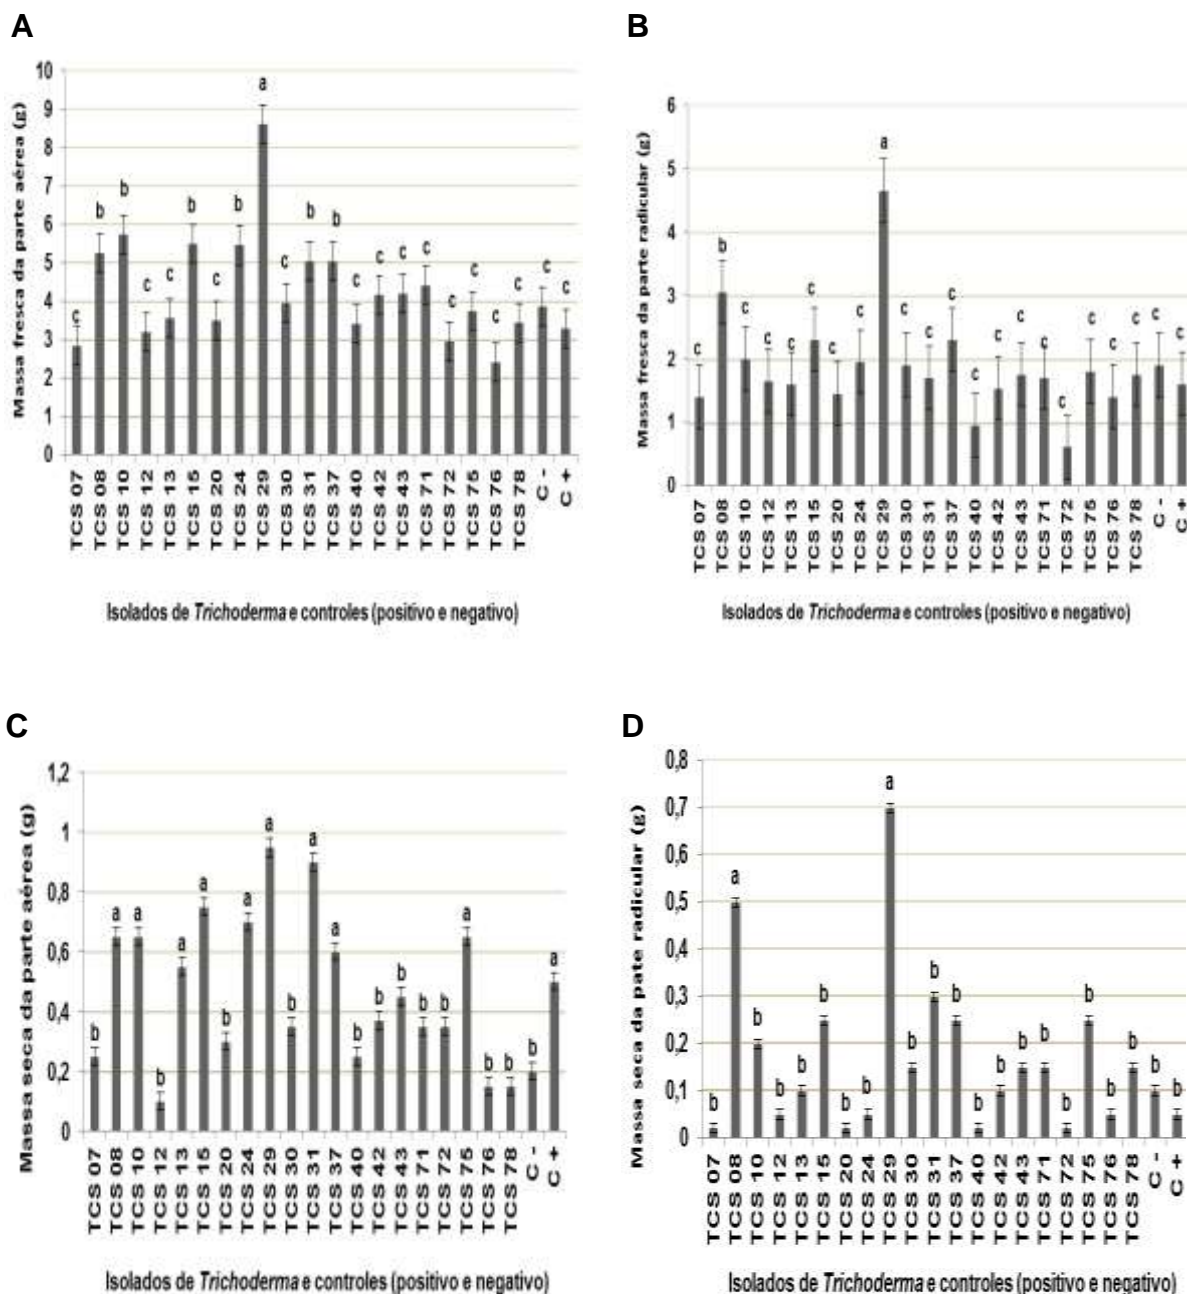 A
Massa fresca da parte aérea (g)
10
9
8
7
6
5
4
3
2
1
0
c b b c c b c b a c b b c c c c c c c c c c
TCS 07 TCS 08 TCS 10 TCS 12 TCS 13 TCS 15 TCS 20 TCS 24 TCS 29 TCS 30 TCS 31 TCS 37 TCS 40 TCS 42 TCS 43 TCS 71 TCS 72 TCS 75 TCS 76 TCS 78 C - C +
Isolados de Trichoderma e controles (positivo e negativo)
B
Massa fresca da parte radicular (g)
6
5
4
3
2
1
0
c b c c c c c c a c c c c c c c c c c c c c
TCS 07 TCS 08 TCS 10 TCS 12 TCS 13 TCS 15 TCS 20 TCS 24 TCS 29 TCS 30 TCS 31 TCS 37 TCS 40 TCS 42 TCS 43 TCS 71 TCS 72 TCS 75 TCS 76 TCS 78 C - C +
Isolados de Trichoderma e controles (positivo e negativo)
C
Massa seca da parte aérea (g)
1,2
1
0,8
0,6
0,4
0,2
0
b a a b a a b a a b a a b b b b b a b b b a
TCS 07 TCS 08 TCS 10 TCS 12 TCS 13 TCS 15 TCS 20 TCS 24 TCS 29 TCS 30 TCS 31 TCS 37 TCS 40 TCS 42 TCS 43 TCS 71 TCS 72 TCS 75 TCS 76 TCS 78 C - C +
Isolados de Trichoderma e controles (positivo e negativo)
D
Massa seca da pate radicular (g)
0,8
0,7
0,6
0,5
0,4
0,3
0,2
0,1
0
b a b b b b b b a b b b b b b b b b b b b b
TCS 07 TCS 08 TCS 10 TCS 12 TCS 13 TCS 15 TCS 20 TCS 24 TCS 29 TCS 30 TCS 31 TCS 37 TCS 40 TCS 42 TCS 43 TCS 71 TCS 72 TCS 75 TCS 76 TCS 78 C - C +
Isolados de Trichoderma e controles (positivo e negativo)